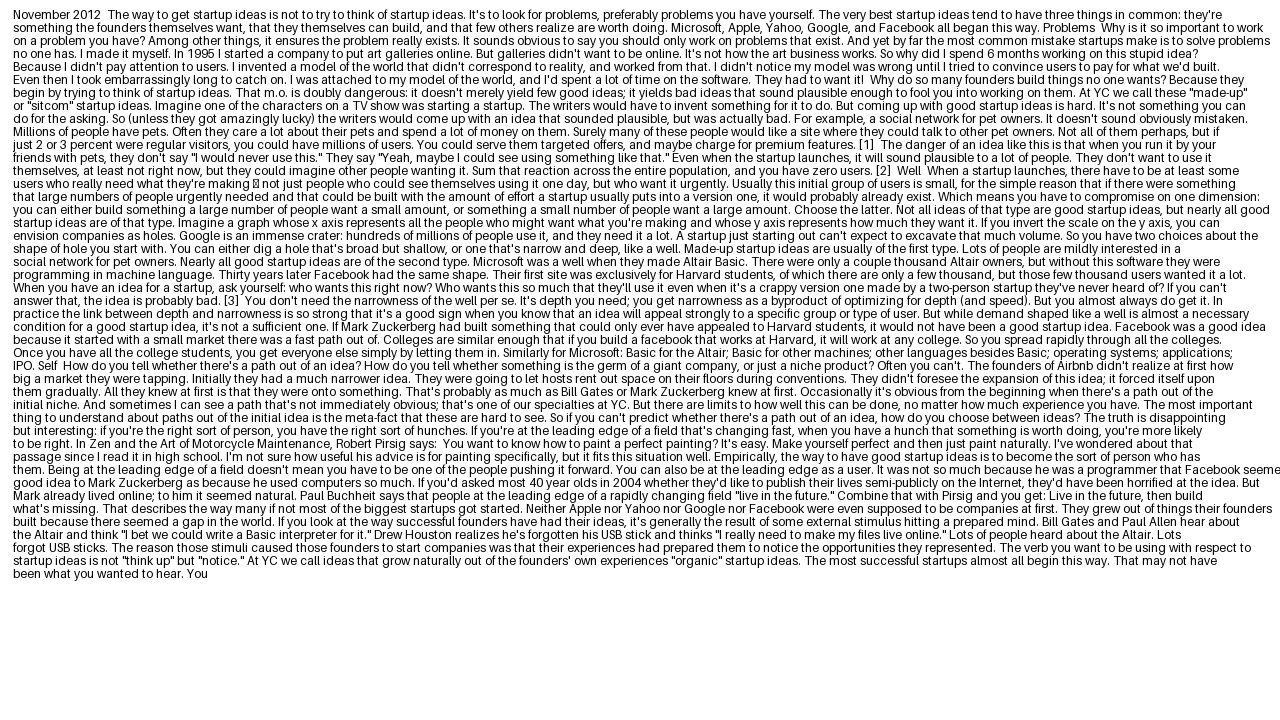 November 2012  The way to get startup ideas is not to try to think of startup ideas. It's to look for problems, preferably problems you have yourself. The very best startup ideas tend to have three things in common: they're
something the founders themselves want, that they themselves can build, and that few others realize are worth doing. Microsoft, Apple, Yahoo, Google, and Facebook all began this way. Problems  Why is it so important to work
on a problem you have? Among other things, it ensures the problem really exists. It sounds obvious to say you should only work on problems that exist. And yet by far the most common mistake startups make is to solve problems
no one has. I made it myself. In 1995 I started a company to put art galleries online. But galleries didn't want to be online. It's not how the art business works. So why did I spend 6 months working on this stupid idea?
Because I didn't pay attention to users. I invented a model of the world that didn't correspond to reality, and worked from that. I didn't notice my model was wrong until I tried to convince users to pay for what we'd built.
Even then I took embarrassingly long to catch on. I was attached to my model of the world, and I'd spent a lot of time on the software. They had to want it!  Why do so many founders build things no one wants? Because they
begin by trying to think of startup ideas. That m.o. is doubly dangerous: it doesn't merely yield few good ideas; it yields bad ideas that sound plausible enough to fool you into working on them. At YC we call these "made-up"
or "sitcom" startup ideas. Imagine one of the characters on a TV show was starting a startup. The writers would have to invent something for it to do. But coming up with good startup ideas is hard. It's not something you can
do for the asking. So (unless they got amazingly lucky) the writers would come up with an idea that sounded plausible, but was actually bad. For example, a social network for pet owners. It doesn't sound obviously mistaken.
Millions of people have pets. Often they care a lot about their pets and spend a lot of money on them. Surely many of these people would like a site where they could talk to other pet owners. Not all of them perhaps, but if
just 2 or 3 percent were regular visitors, you could have millions of users. You could serve them targeted offers, and maybe charge for premium features. [1]  The danger of an idea like this is that when you run it by your
friends with pets, they don't say "I would never use this." They say "Yeah, maybe I could see using something like that." Even when the startup launches, it will sound plausible to a lot of people. They don't want to use it
themselves, at least not right now, but they could imagine other people wanting it. Sum that reaction across the entire population, and you have zero users. [2]  Well  When a startup launches, there have to be at least some
users who really need what they're making not just people who could see themselves using it one day, but who want it urgently. Usually this initial group of users is small, for the simple reason that if there were something
that large numbers of people urgently needed and that could be built with the amount of effort a startup usually puts into a version one, it would probably already exist. Which means you have to compromise on one dimension:
you can either build something a large number of people want a small amount, or something a small number of people want a large amount. Choose the latter. Not all ideas of that type are good startup ideas, but nearly all good
startup ideas are of that type. Imagine a graph whose x axis represents all the people who might want what you're making and whose y axis represents how much they want it. If you invert the scale on the y axis, you can
envision companies as holes. Google is an immense crater: hundreds of millions of people use it, and they need it a lot. A startup just starting out can't expect to excavate that much volume. So you have two choices about the
shape of hole you start with. You can either dig a hole that's broad but shallow, or one that's narrow and deep, like a well. Made-up startup ideas are usually of the first type. Lots of people are mildly interested in a
social network for pet owners. Nearly all good startup ideas are of the second type. Microsoft was a well when they made Altair Basic. There were only a couple thousand Altair owners, but without this software they were
programming in machine language. Thirty years later Facebook had the same shape. Their first site was exclusively for Harvard students, of which there are only a few thousand, but those few thousand users wanted it a lot.
When you have an idea for a startup, ask yourself: who wants this right now? Who wants this so much that they'll use it even when it's a crappy version one made by a two-person startup they've never heard of? If you can't
answer that, the idea is probably bad. [3]  You don't need the narrowness of the well per se. It's depth you need; you get narrowness as a byproduct of optimizing for depth (and speed). But you almost always do get it. In
practice the link between depth and narrowness is so strong that it's a good sign when you know that an idea will appeal strongly to a specific group or type of user. But while demand shaped like a well is almost a necessary
condition for a good startup idea, it's not a sufficient one. If Mark Zuckerberg had built something that could only ever have appealed to Harvard students, it would not have been a good startup idea. Facebook was a good idea
because it started with a small market there was a fast path out of. Colleges are similar enough that if you build a facebook that works at Harvard, it will work at any college. So you spread rapidly through all the colleges.
Once you have all the college students, you get everyone else simply by letting them in. Similarly for Microsoft: Basic for the Altair; Basic for other machines; other languages besides Basic; operating systems; applications;
IPO. Self  How do you tell whether there's a path out of an idea? How do you tell whether something is the germ of a giant company, or just a niche product? Often you can't. The founders of Airbnb didn't realize at first how
big a market they were tapping. Initially they had a much narrower idea. They were going to let hosts rent out space on their floors during conventions. They didn't foresee the expansion of this idea; it forced itself upon
them gradually. All they knew at first is that they were onto something. That's probably as much as Bill Gates or Mark Zuckerberg knew at first. Occasionally it's obvious from the beginning when there's a path out of the
initial niche. And sometimes I can see a path that's not immediately obvious; that's one of our specialties at YC. But there are limits to how well this can be done, no matter how much experience you have. The most important
thing to understand about paths out of the initial idea is the meta-fact that these are hard to see. So if you can't predict whether there's a path out of an idea, how do you choose between ideas? The truth is disappointing
but interesting: if you're the right sort of person, you have the right sort of hunches. If you're at the leading edge of a field that's changing fast, when you have a hunch that something is worth doing, you're more likely
to be right. In Zen and the Art of Motorcycle Maintenance, Robert Pirsig says:  You want to know how to paint a perfect painting? It's easy. Make yourself perfect and then just paint naturally. I've wondered about that
passage since I read it in high school. I'm not sure how useful his advice is for painting specifically, but it fits this situation well. Empirically, the way to have good startup ideas is to become the sort of person who has
them. Being at the leading edge of a field doesn't mean you have to be one of the people pushing it forward. You can also be at the leading edge as a user. It was not so much because he was a programmer that Facebook seeme
good idea to Mark Zuckerberg as because he used computers so much. If you'd asked most 40 year olds in 2004 whether they'd like to publish their lives semi-publicly on the Internet, they'd have been horrified at the idea. But
Mark already lived online; to him it seemed natural. Paul Buchheit says that people at the leading edge of a rapidly changing field "live in the future." Combine that with Pirsig and you get: Live in the future, then build
what's missing. That describes the way many if not most of the biggest startups got started. Neither Apple nor Yahoo nor Google nor Facebook were even supposed to be companies at first. They grew out of things their founders
built because there seemed a gap in the world. If you look at the way successful founders have had their ideas, it's generally the result of some external stimulus hitting a prepared mind. Bill Gates and Paul Allen hear about
the Altair and think "I bet we could write a Basic interpreter for it." Drew Houston realizes he's forgotten his USB stick and thinks "I really need to make my files live online." Lots of people heard about the Altair. Lots
forgot USB sticks. The reason those stimuli caused those founders to start companies was that their experiences had prepared them to notice the opportunities they represented. The verb you want to be using with respect to
startup ideas is not "think up" but "notice." At YC we call ideas that grow naturally out of the founders' own experiences "organic" startup ideas. The most successful startups almost all begin this way. That may not have
been what you wanted to hear. You